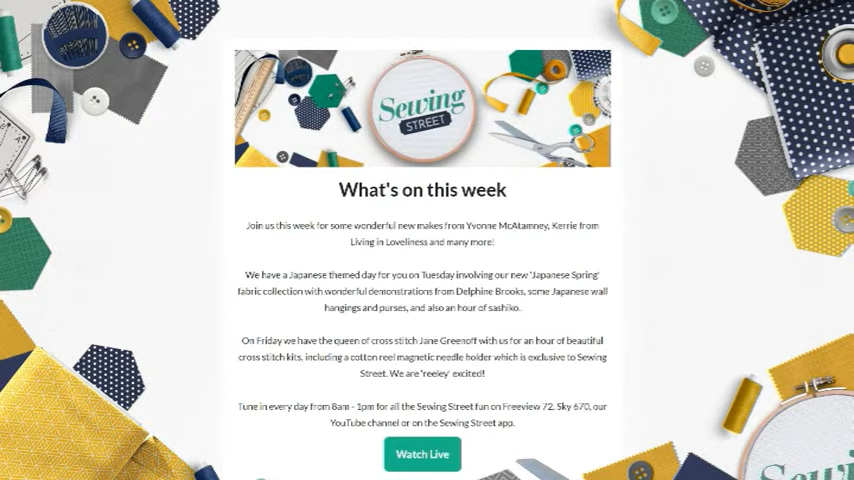 Sewing
STREET
What's on this week
Join us this week for some wonderful new makes from Yvonne McAtamney, Kerrie from
Living in Loveliness and many more!
We have a Japanese themed day for you on Tuesday involving our new 'Japanese Spring'
fabric collection with wonderful demonstrations from Delphine Brooks, some Japanese wall
hangings and purses, and also an hour of sashiko.
On Friday we have the queen of cross stitch Jane Greenoff with us for an hour of beautiful
cross stitch kits, including a cotton reel magnetic needle holder which is exclusive to Sewing
Street. We are 'reeley' excited!
Tune in every day from 8am - 1pm for all the Sewing Street fun on Freeview 72, Sky 670, our
YouTube channel or on the Sewing Street app.
Watch Live
Sewi